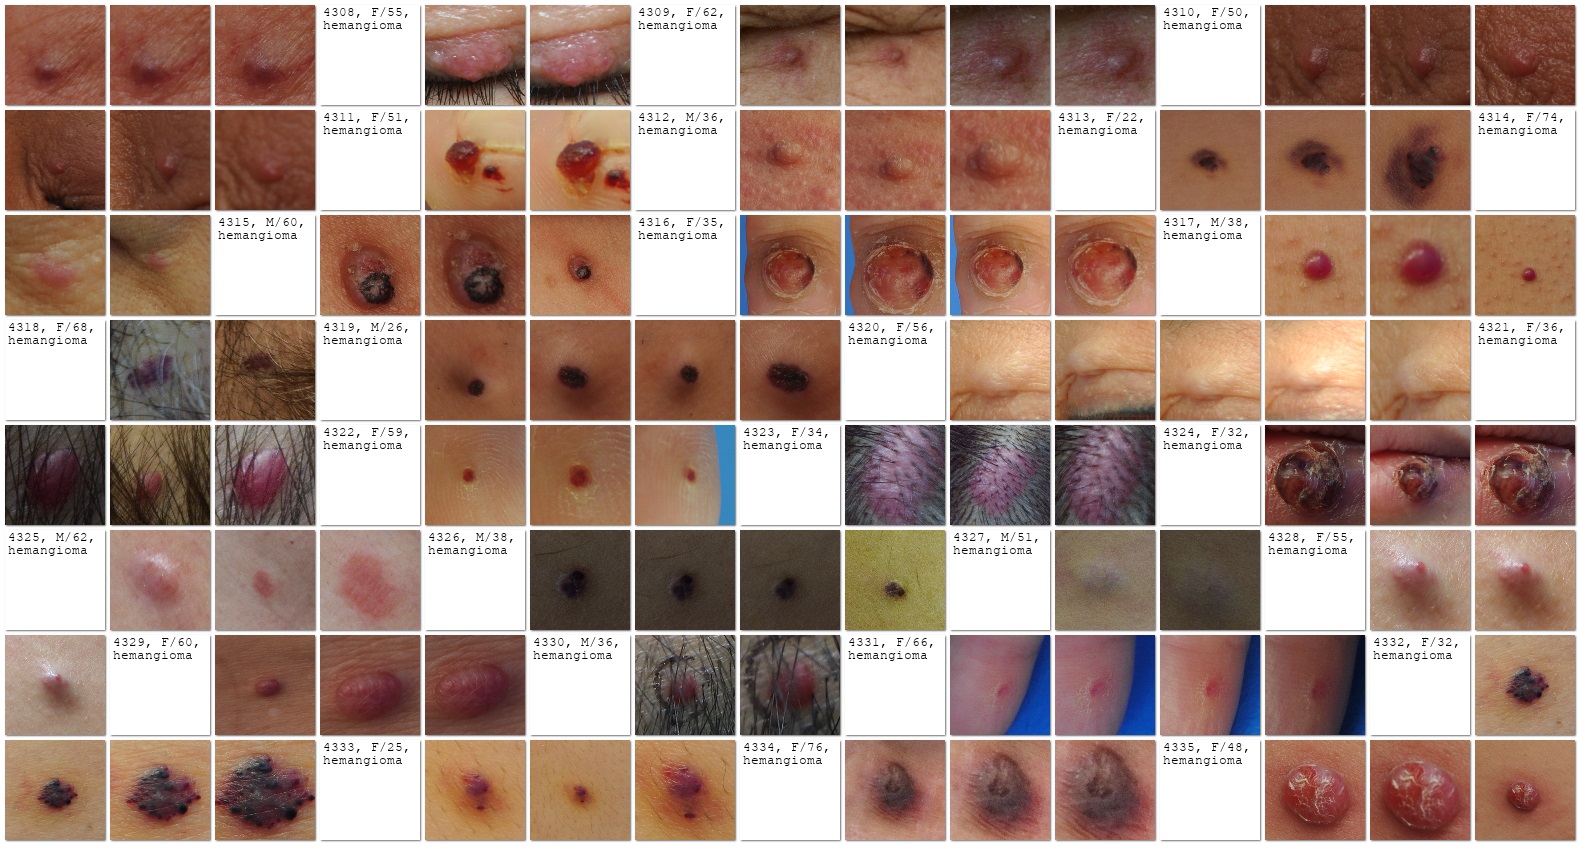 4308, F/55,
hemangioma
4309, F/62,
hemangioma
4310, F/50,
hemangioma
4311, F/51,
hemangioma
4312, M/36,
hemangioma
4313, F/22,
hemangioma
4314, F/74,
hemangioma
4315, M/60,
hemangioma
4316, F/35,
hemangioma
4317, M/38,
hemangioma
4318, F/68,
hemangioma
4319, M/26,
hemangioma
4320, F/56,
hemangioma
4321, F/36,
hemangioma
4322, F/59,
hemangioma
4323, F/34,
hemangioma
4324, F/32,
hemangioma
4325, M/62,
hemangioma
4326, M/38,
hemangioma
4327, M/51,
hemangioma
4328, F/55,
hemangioma
4329, F/60,
hemangioma
4330, M/36,
hemangioma
4331, F/66,
hemangioma
4332, F/32,
hemangioma
4333, F/25,
hemangioma
4334, F/76,
hemangioma
4335, F/48,
hemangioma